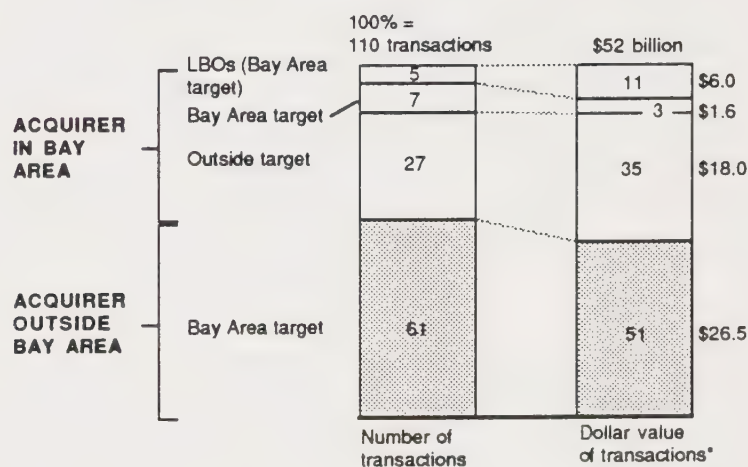 100% =
110 transactions
$52 billion
LBOs (Bay Area
target)
5
11
$6.0
Bay Area target
7
3
$1.6
ACQUIRER
IN BAY
AREA
Outside target
27
35
$18.0
ACQUIRER
OUTSIDE
BAY AREA
Bay Area target
61
51
$26.5
Number of
transactions
Dollar value
of transactions*